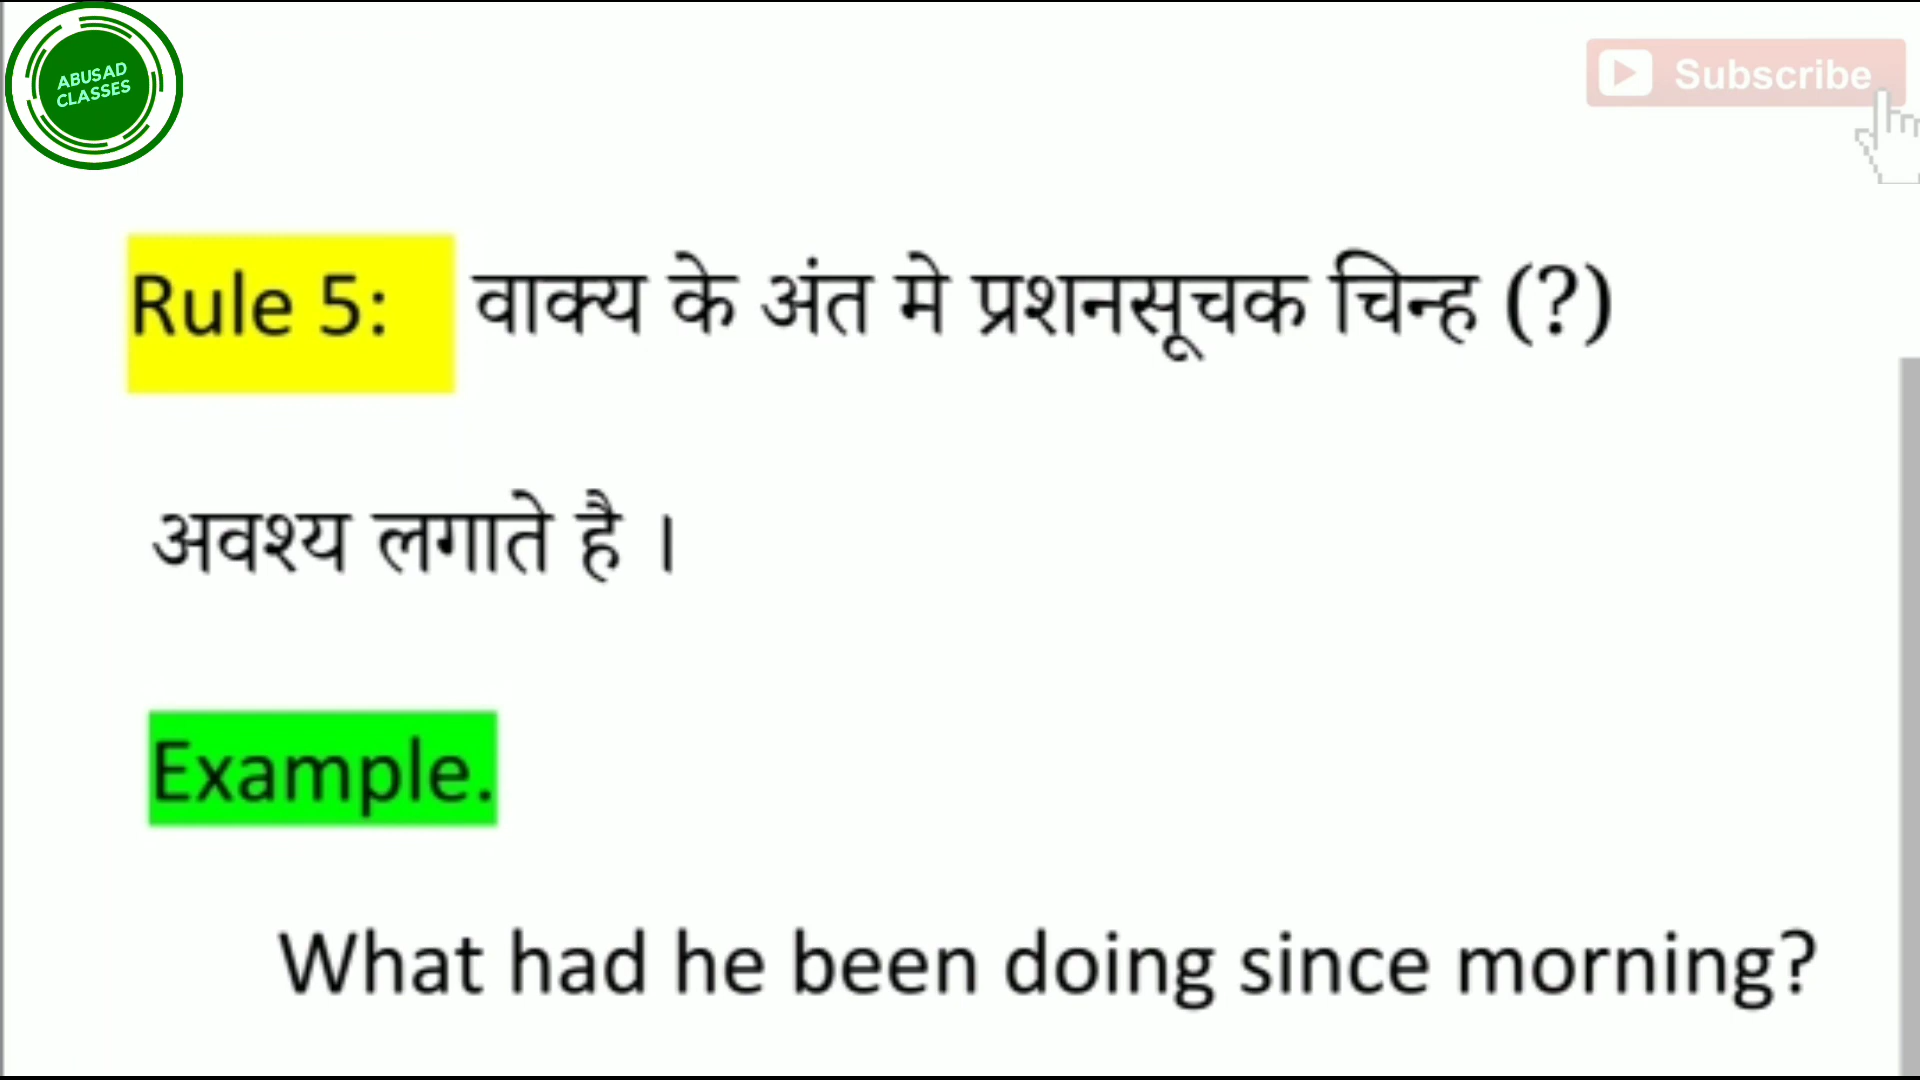 ABUSAD
CLASSES
Subscribe
Rule 5: वाक्य के अंत मे प्रशनसूचक चिन्ह (?)
अवश्य लगाते है ।
Example.
What had he been doing since morning?